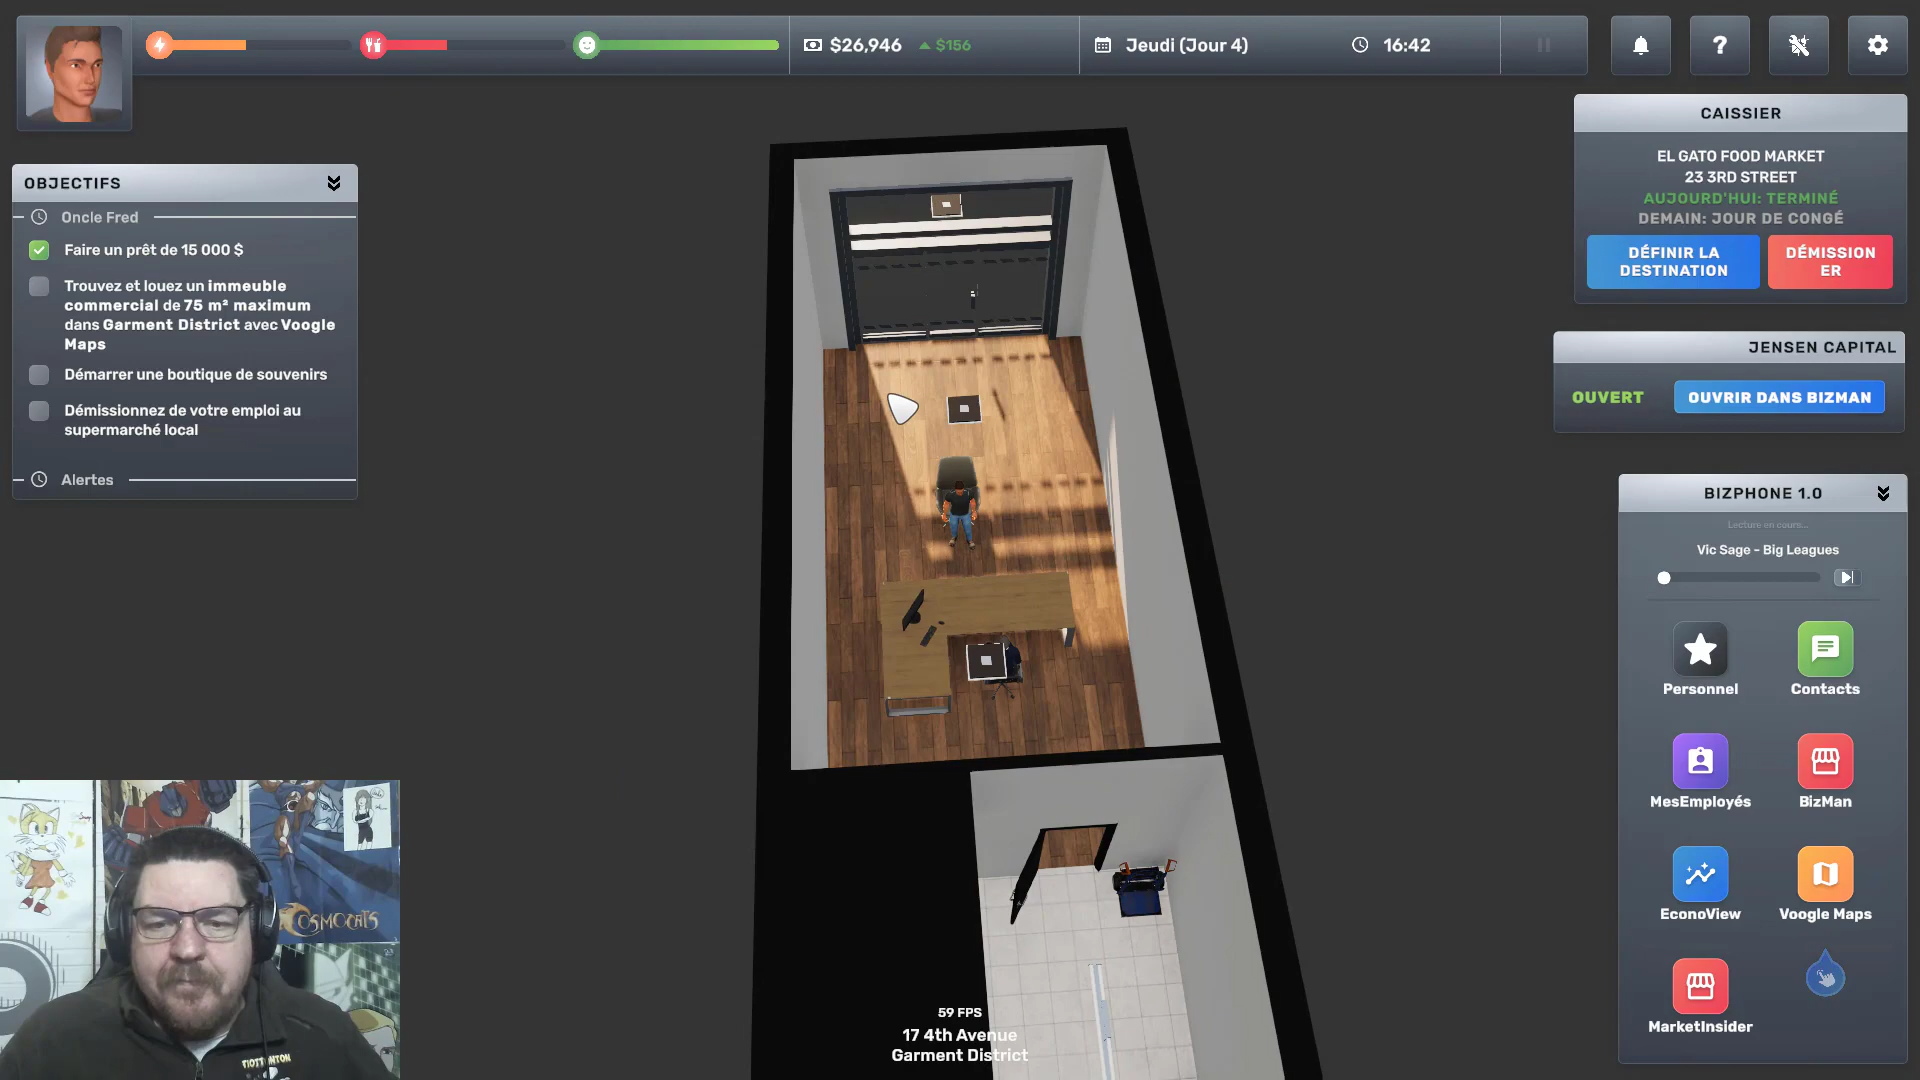 $26,946
$156
Jeudi (Jour 4)
16:42
?
OBJECTIFS
Oncle Fred
Faire un prêt de 15 000 $
Trouvez et louez un immeuble
commercial de 75 m² maximum
dans Garment District avec Voogle
Maps
Démarrer une boutique de souvenirs
Démissionnez de votre emploi au
supermarché local
Alertes
CAISSIER
EL GATO FOOD MARKET
23 3RD STREET
AUJOURD'HUI: TERMINÉ
DEMAIN: JOUR DE CONGÉ
DÉFINIR LA
DESTINATION
DÉMISSION
ER
JENSEN CAPITAL
OUVERT
OUVRIR DANS BIZMAN
BIZPHONE 1.0
Lecture en cours...
Vic Sage - Big Leagues
Personnel
Contacts
MesEmployés
BizMan
EconoView
Voogle Maps
MarketInsider
COSMOCATS
59 FPS
17 4th Avenue
Garment District